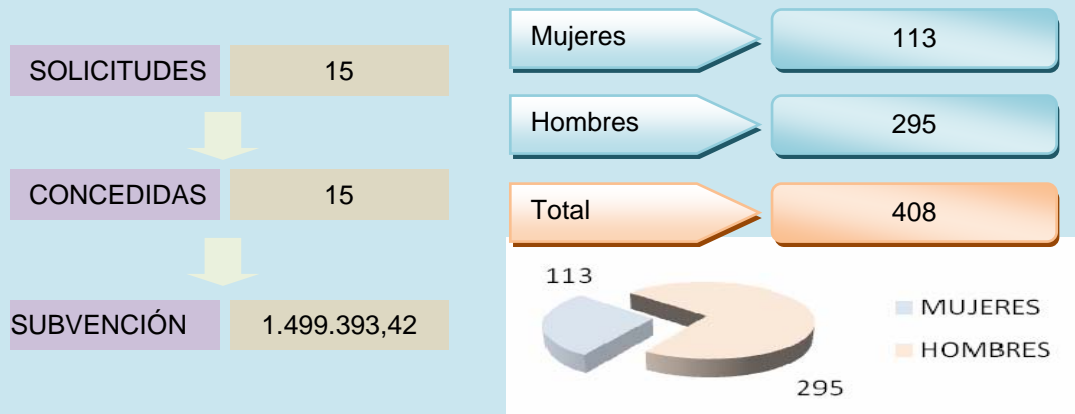 SOLICITUDES 15
CONCEDIDAS 15
SUBVENCIÓN 1.499.393,42
Mujeres 113
Hombres 295
Total 408
113
MUJERES
HOMBRES
295